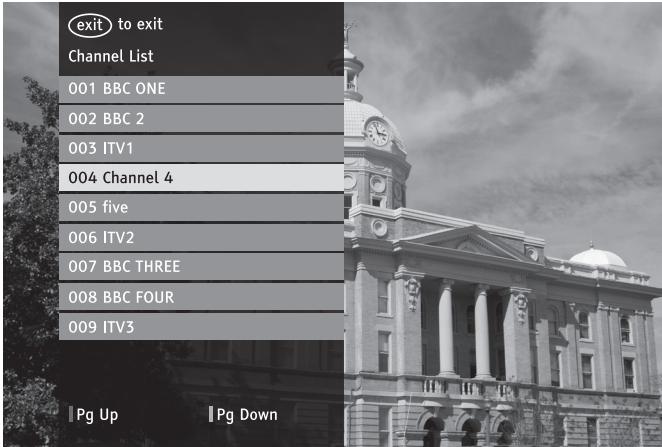 exit to exit
Channel List
001 BBC ONE
002 BBC 2
003 ITV1
004 Channel 4
005 five
006 ITV2
007 BBC THREE
008 BBC FOUR
009 ITV3
Pg Up Pg Down